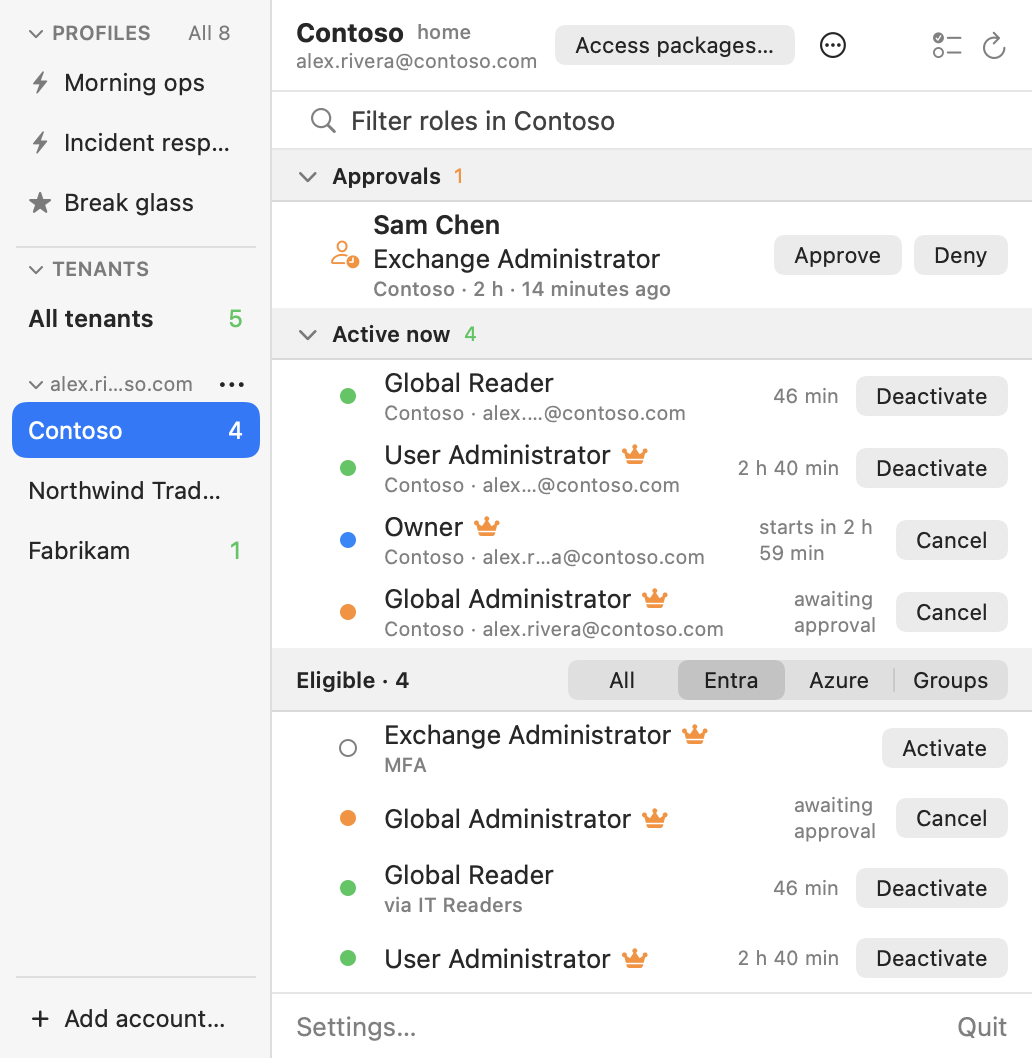 PROFILES All 8
Morning ops
Incident resp...
Break glass
TENANTS
All tenants 5
alex.ri...so.com
Contoso 4
Northwind Trad...
Fabrikam 1
Add account...
Contoso home
alex.rivera@contoso.com
Access packages...
Filter roles in Contoso
Approvals 1
Sam Chen
Exchange Administrator
Contoso · 2 h · 14 minutes ago
Approve Deny
Active now 4
Global Reader
Contoso · alex....@contoso.com
46 min Deactivate
User Administrator
Contoso · alex...@contoso.com
2 h 40 min Deactivate
Owner
Contoso · alex.r...a@contoso.com
starts in 2 h
59 min
Cancel
Global Administrator
Contoso · alex.rivera@contoso.com
awaiting
approval
Cancel
Eligible · 4 All Entra Azure Groups
Exchange Administrator
MFA
Activate
Global Administrator
awaiting
approval
Cancel
Global Reader
via IT Readers
46 min Deactivate
User Administrator 2 h 40 min Deactivate
Settings... Quit